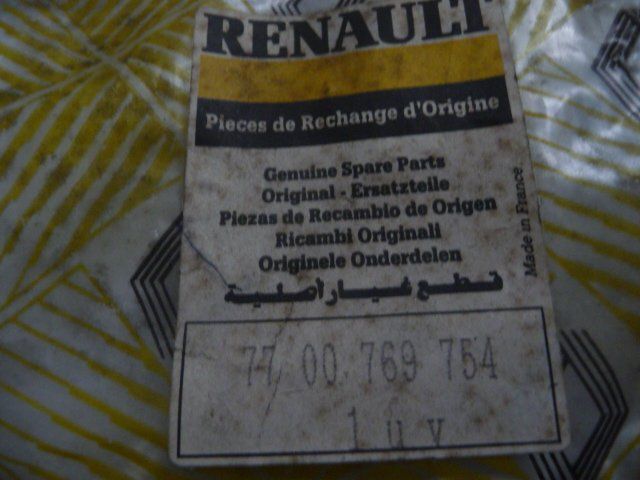 RENAULT
Pieces de Rechange d'Origine
Genuine Spare Parts
Original - Ersatzteile
Piezas de Recambio de Origen
Ricambi Originali
Originele Onderdelen
قطع غيار أصلية
Made in France
77 00 769 754
1 u v